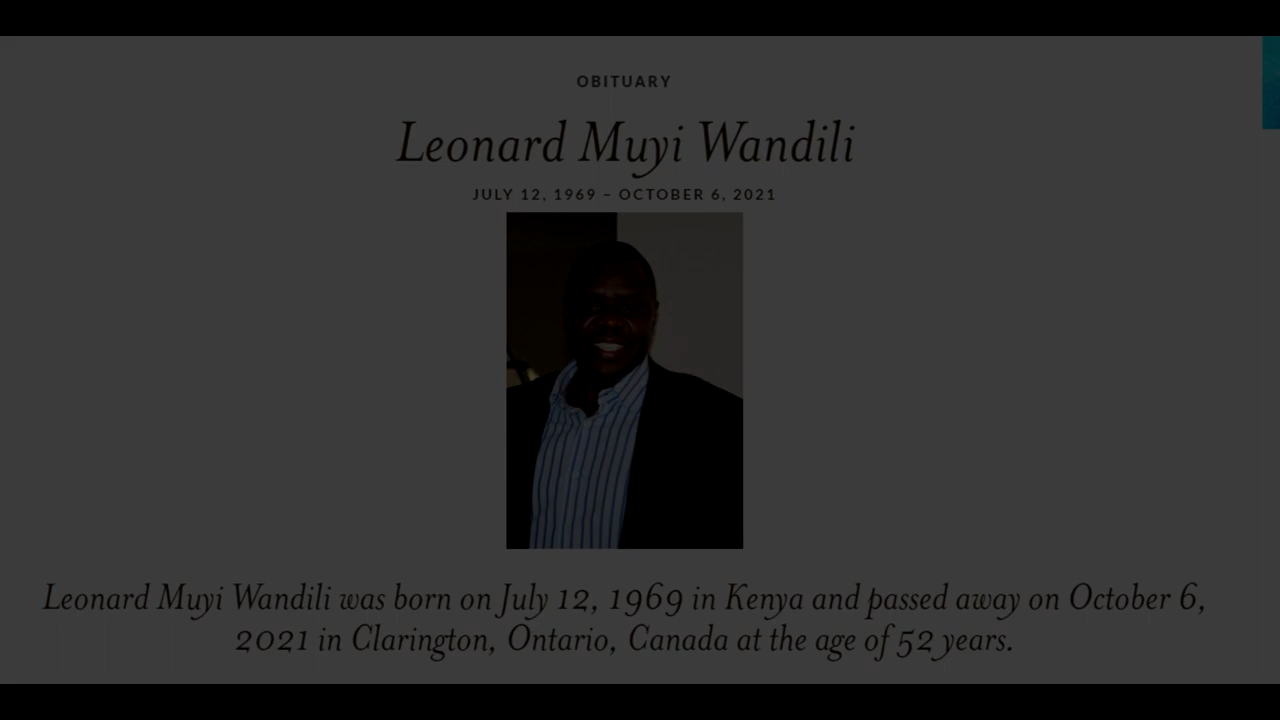 OBITUARY
Leonard Muyi Wandili
JULY 12, 1969 – OCTOBER 6, 2021
Leonard Muyi Wandili was born on July 12, 1969 in Kenya and passed away on October 6,
2021 in Clarington, Ontario, Canada at the age of 52 years.